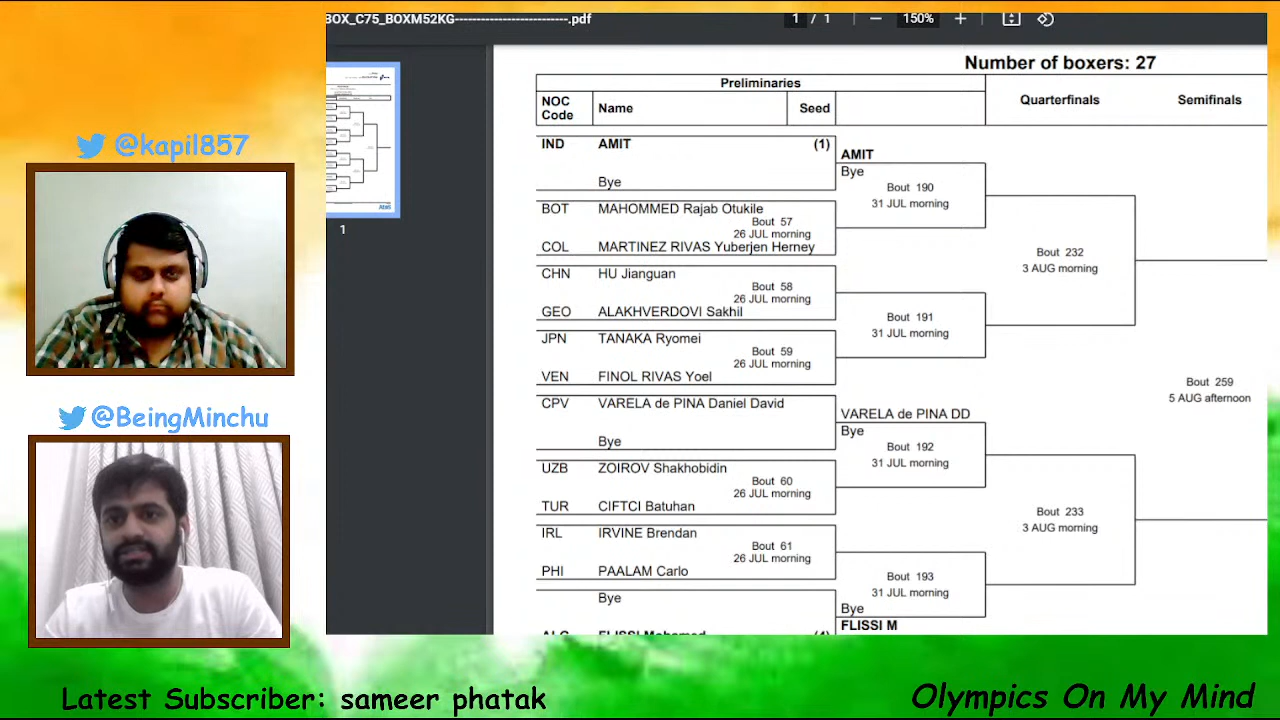 BOX_C75_BOXM52KG--------------------------.pdf
1 / 1
150%
1
@kapil857
@BeingMinchu
Number of boxers: 27
Preliminaries
Quarterfinals
Semifinals
NOC Code
Name
Seed
IND AMIT (1)
Bye
AMIT
Bye
Bout 190
31 JUL morning
BOT MAHOMMED Rajab Otukile
Bout 57
26 JUL morning
COL MARTINEZ RIVAS Yuberjen Herney
Bout 232
3 AUG morning
CHN HU Jianguan
Bout 58
26 JUL morning
GEO ALAKHVERDOVI Sakhil
Bout 191
31 JUL morning
JPN TANAKA Ryomei
Bout 59
26 JUL morning
VEN FINOL RIVAS Yoel
Bout 259
5 AUG afternoon
CPV VARELA de PINA Daniel David
Bye
VARELA de PINA DD
Bye
Bout 192
31 JUL morning
UZB ZOIROV Shakhobidin
Bout 60
26 JUL morning
TUR CIFTCI Batuhan
Bout 233
3 AUG morning
IRL IRVINE Brendan
Bout 61
26 JUL morning
PHI PAALAM Carlo
Bout 193
31 JUL morning
Bye
Bye
FLISSI M
ALG FLISSI Mohamed (4)
Latest Subscriber: sameer phatak
Olympics On My Mind